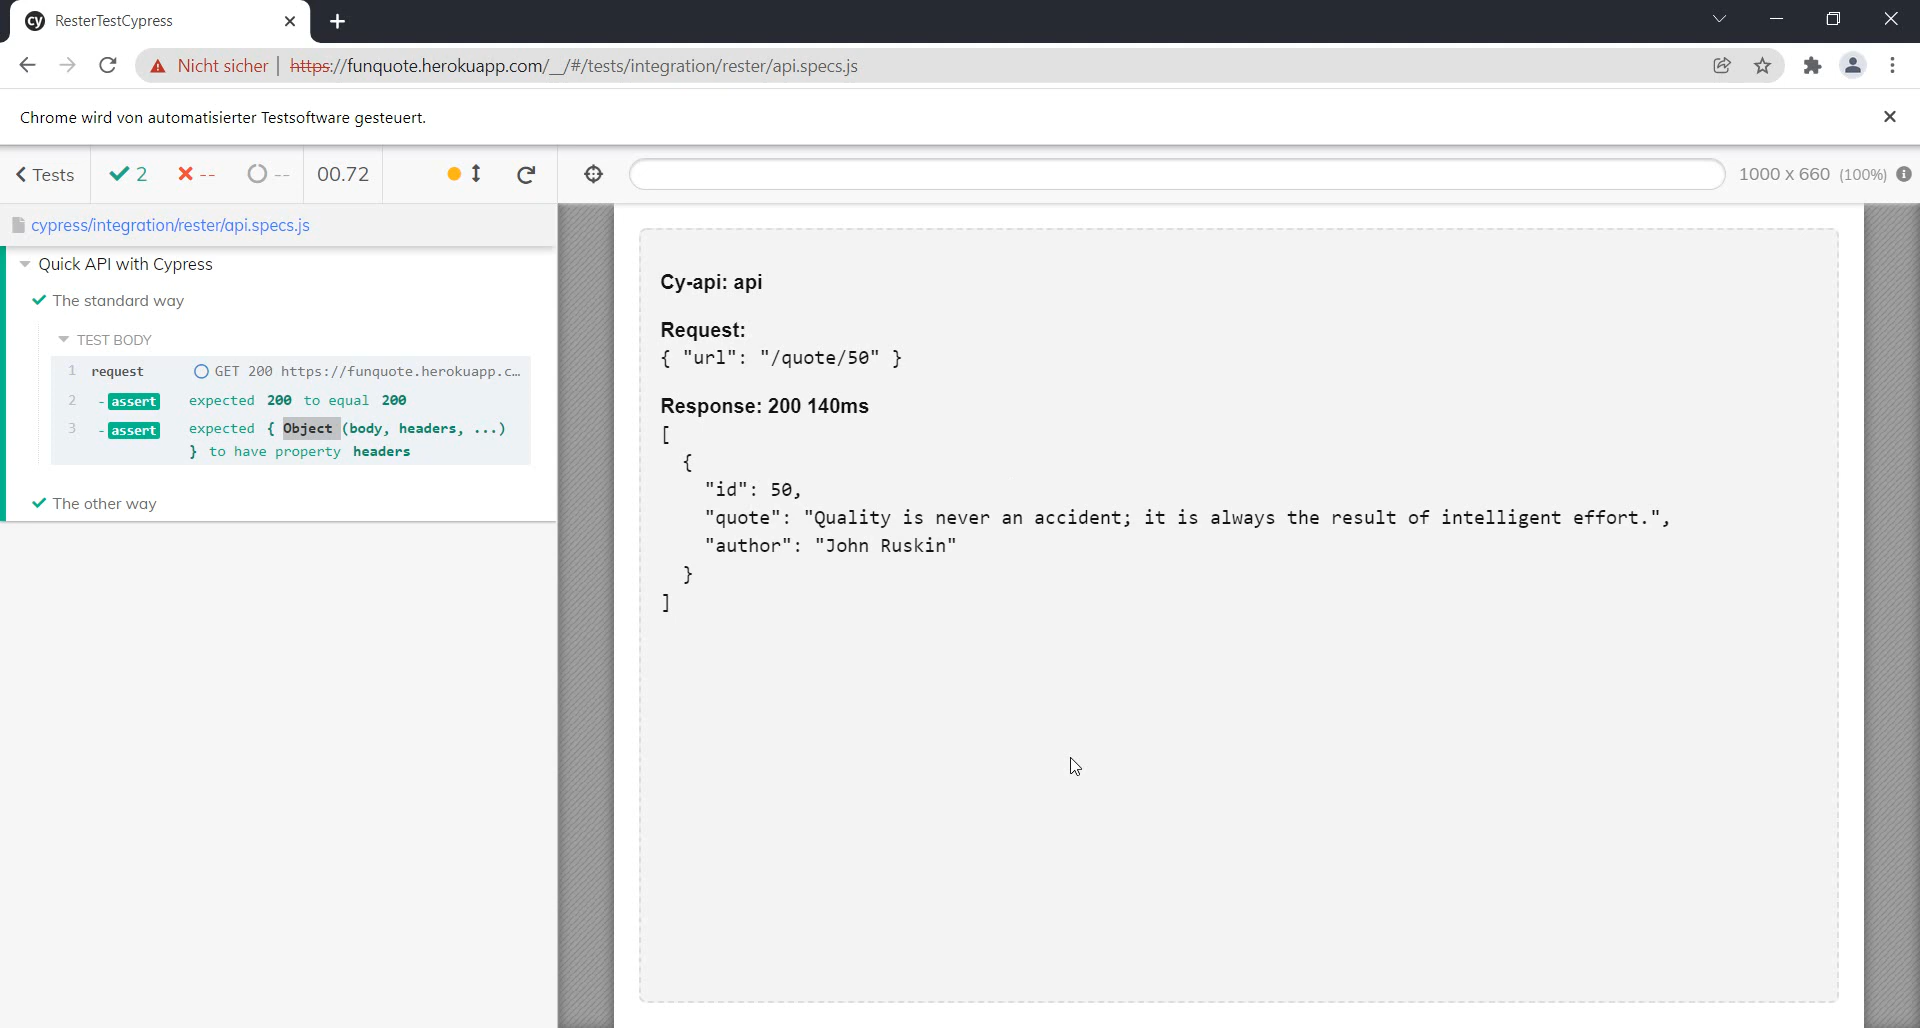 ResterTestCypress
Nicht sicher | https://funquote.herokuapp.com/__/#/tests/integration/rester/api.specs.js
Chrome wird von automatisierter Testsoftware gesteuert.
Tests 2 -- -- 00.72
1000 x 660 (100%)
cypress/integration/rester/api.specs.js
Quick API with Cypress
The standard way
TEST BODY
1 request GET 200 https://funquote.herokuapp.c...
2 -assert expected 200 to equal 200
3 -assert expected { Object (body, headers, ...)
} to have property headers
The other way
Cy-api: api
Request:
{ "url": "/quote/50" }
Response: 200 140ms
[
{
"id": 50,
"quote": "Quality is never an accident; it is always the result of intelligent effort.",
"author": "John Ruskin"
}
]